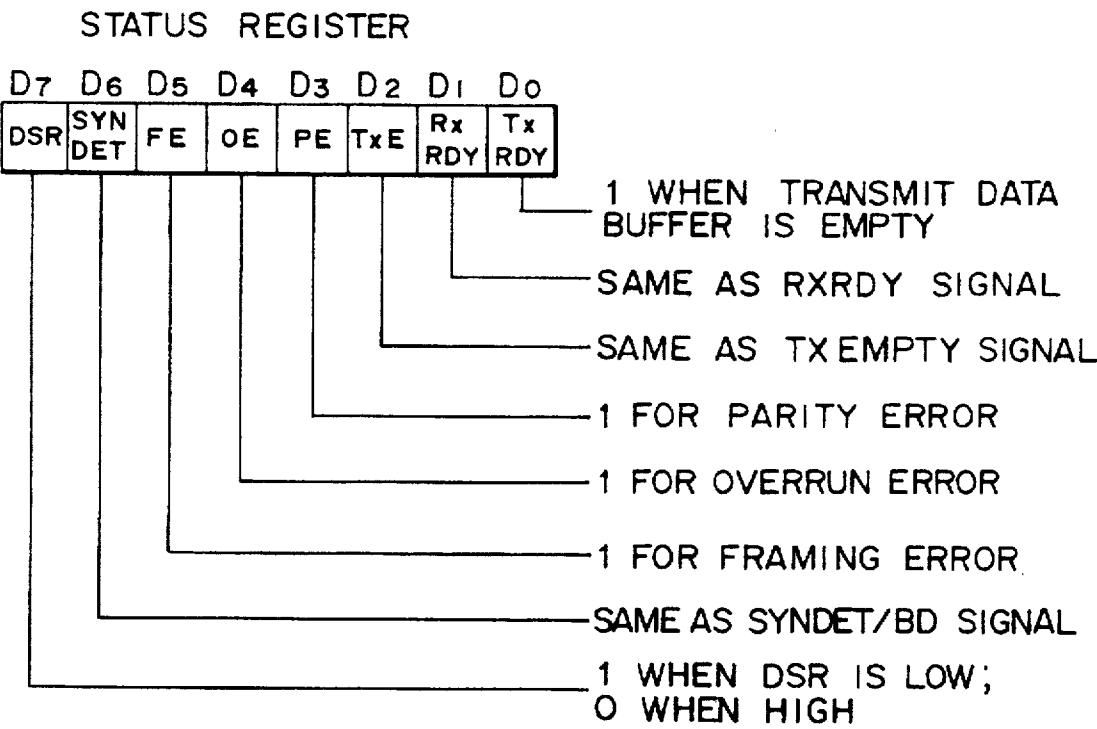 STATUS REGISTER
D7 D6 D5 D4 D3 D2 D1 D0
DSR SYN DET FE OE PE TxE Rx RDY Tx RDY
1 WHEN TRANSMIT DATA
BUFFER IS EMPTY
SAME AS RXRDY SIGNAL
SAME AS TXEMPTY SIGNAL
1 FOR PARITY ERROR
1 FOR OVERRUN ERROR
1 FOR FRAMING ERROR
SAME AS SYNDET/BD SIGNAL
1 WHEN DSR IS LOW;
0 WHEN HIGH